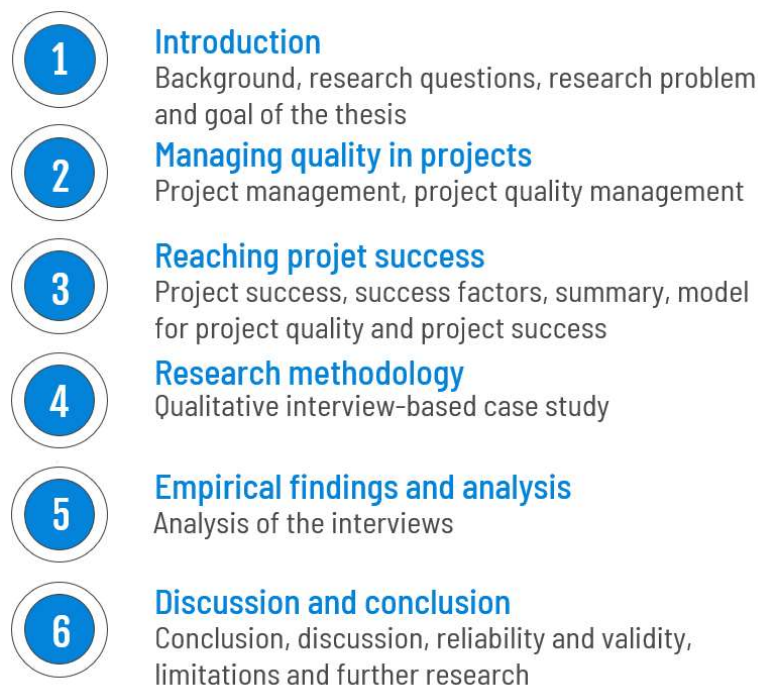 1
Introduction
Background, research questions, research problem
and goal of the thesis
2
Managing quality in projects
Project management, project quality management
3
Reaching projet success
Project success, success factors, summary, model
for project quality and project success
4
Research methodology
Qualitative interview-based case study
5
Empirical findings and analysis
Analysis of the interviews
6
Discussion and conclusion
Conclusion, discussion, reliability and validity,
limitations and further research